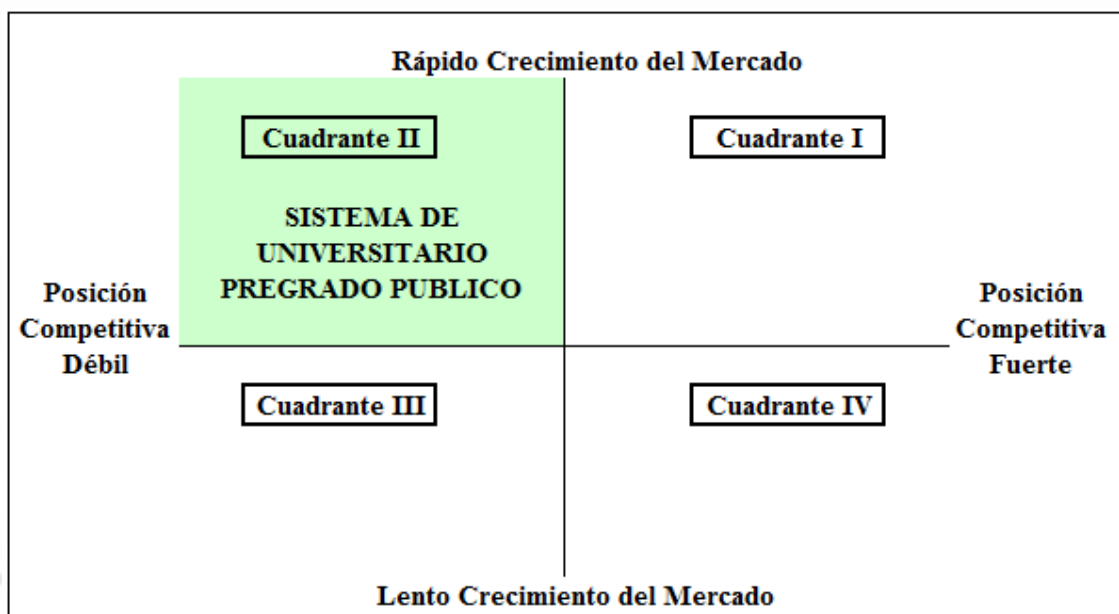 Rápido Crecimiento del Mercado
Cuadrante II
Cuadrante I
SISTEMA DE
UNIVERSITARIO
PREGRADO PUBLICO
Posición
Competitiva
Débil
Posición
Competitiva
Fuerte
Cuadrante III
Cuadrante IV
Lento Crecimiento del Mercado